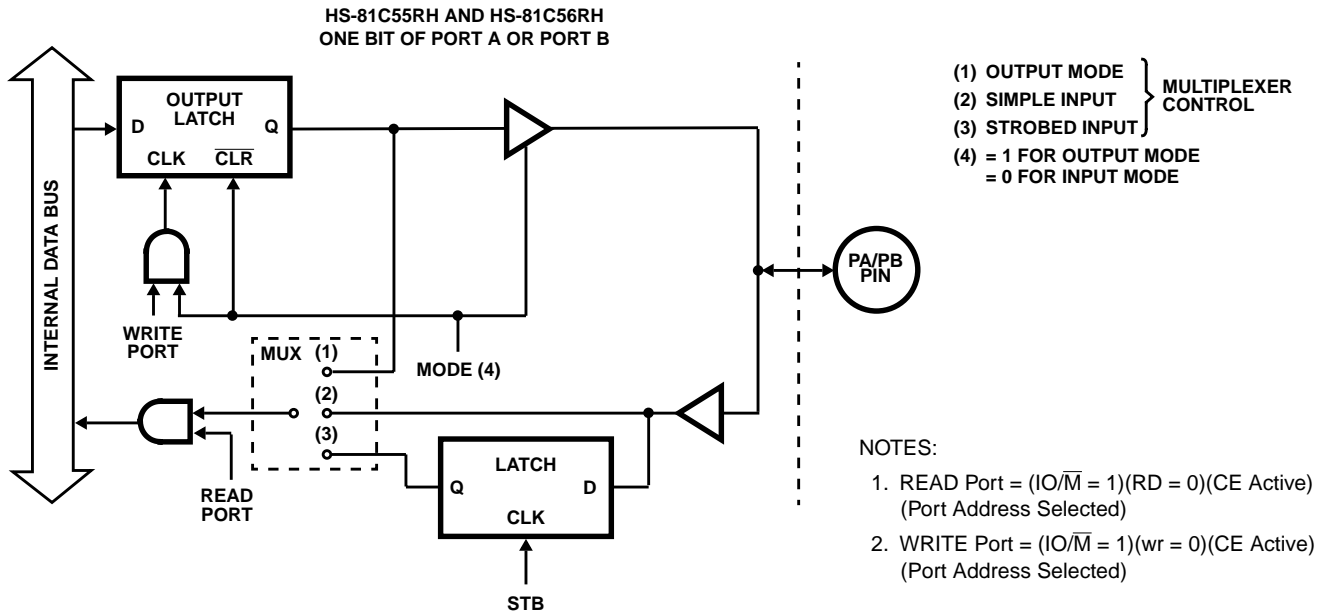 HS-81C55RH AND HS-81C56RH
ONE BIT OF PORT A OR PORT B
INTERNAL DATA BUS
OUTPUT
LATCH
D
Q
CLK
C̅L̅R̅
WRITE
PORT
MUX
(1)
(2)
(3)
MODE (4)
READ
PORT
LATCH
Q
D
CLK
STB
PA/PB
PIN
(1) OUTPUT MODE
(2) SIMPLE INPUT
(3) STROBED INPUT
MULTIPLEXER
CONTROL
(4) = 1 FOR OUTPUT MODE
= 0 FOR INPUT MODE
NOTES:
1. READ Port = (IO/M̅ = 1)(RD = 0)(CE Active)
(Port Address Selected)
2. WRITE Port = (IO/M̅ = 1)(wr = 0)(CE Active)
(Port Address Selected)